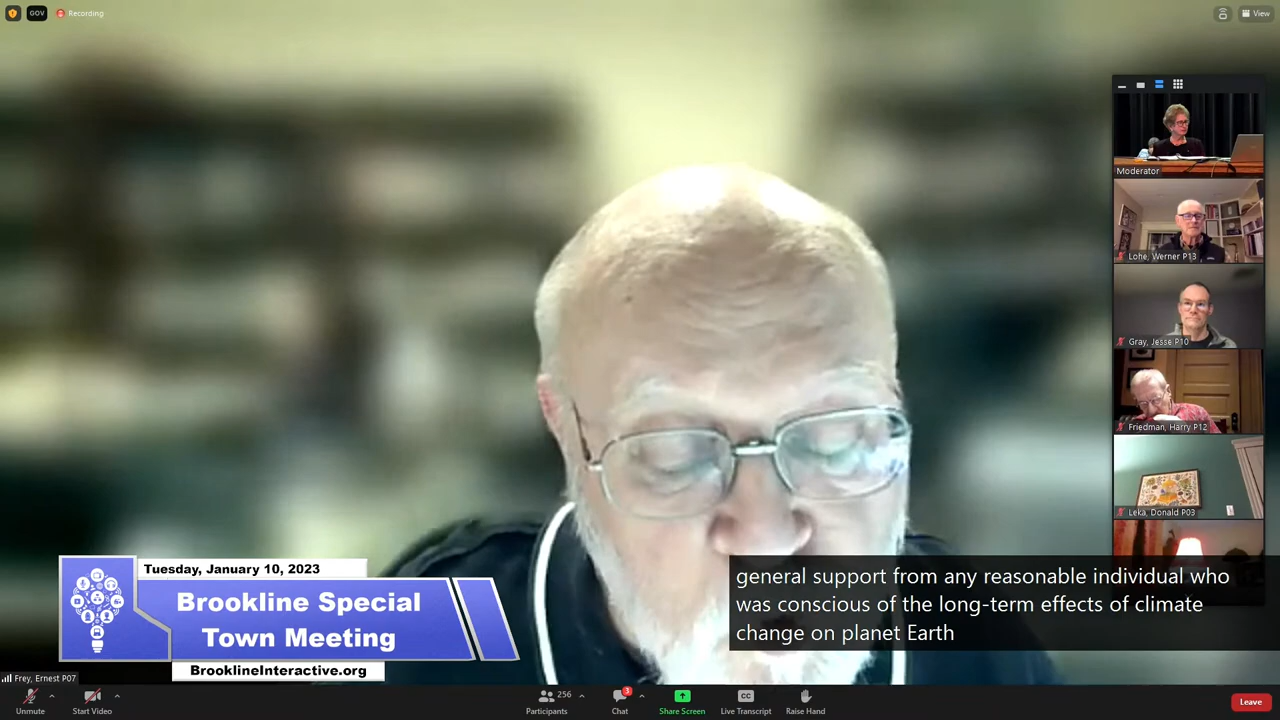 GOV
Recording
View
Moderator
Lohe, Werner P13
Gray, Jesse P10
Friedman, Harry P12
Leka, Donald P03
general support from any reasonable individual who
was conscious of the long-term effects of climate
change on planet Earth
Tuesday, January 10, 2023
Brookline Special
Town Meeting
BrooklineInteractive.org
Frey, Ernest P07
Unmute
Start Video
256
Participants
3
Chat
Share Screen
CC
Live Transcript
Raise Hand
Leave